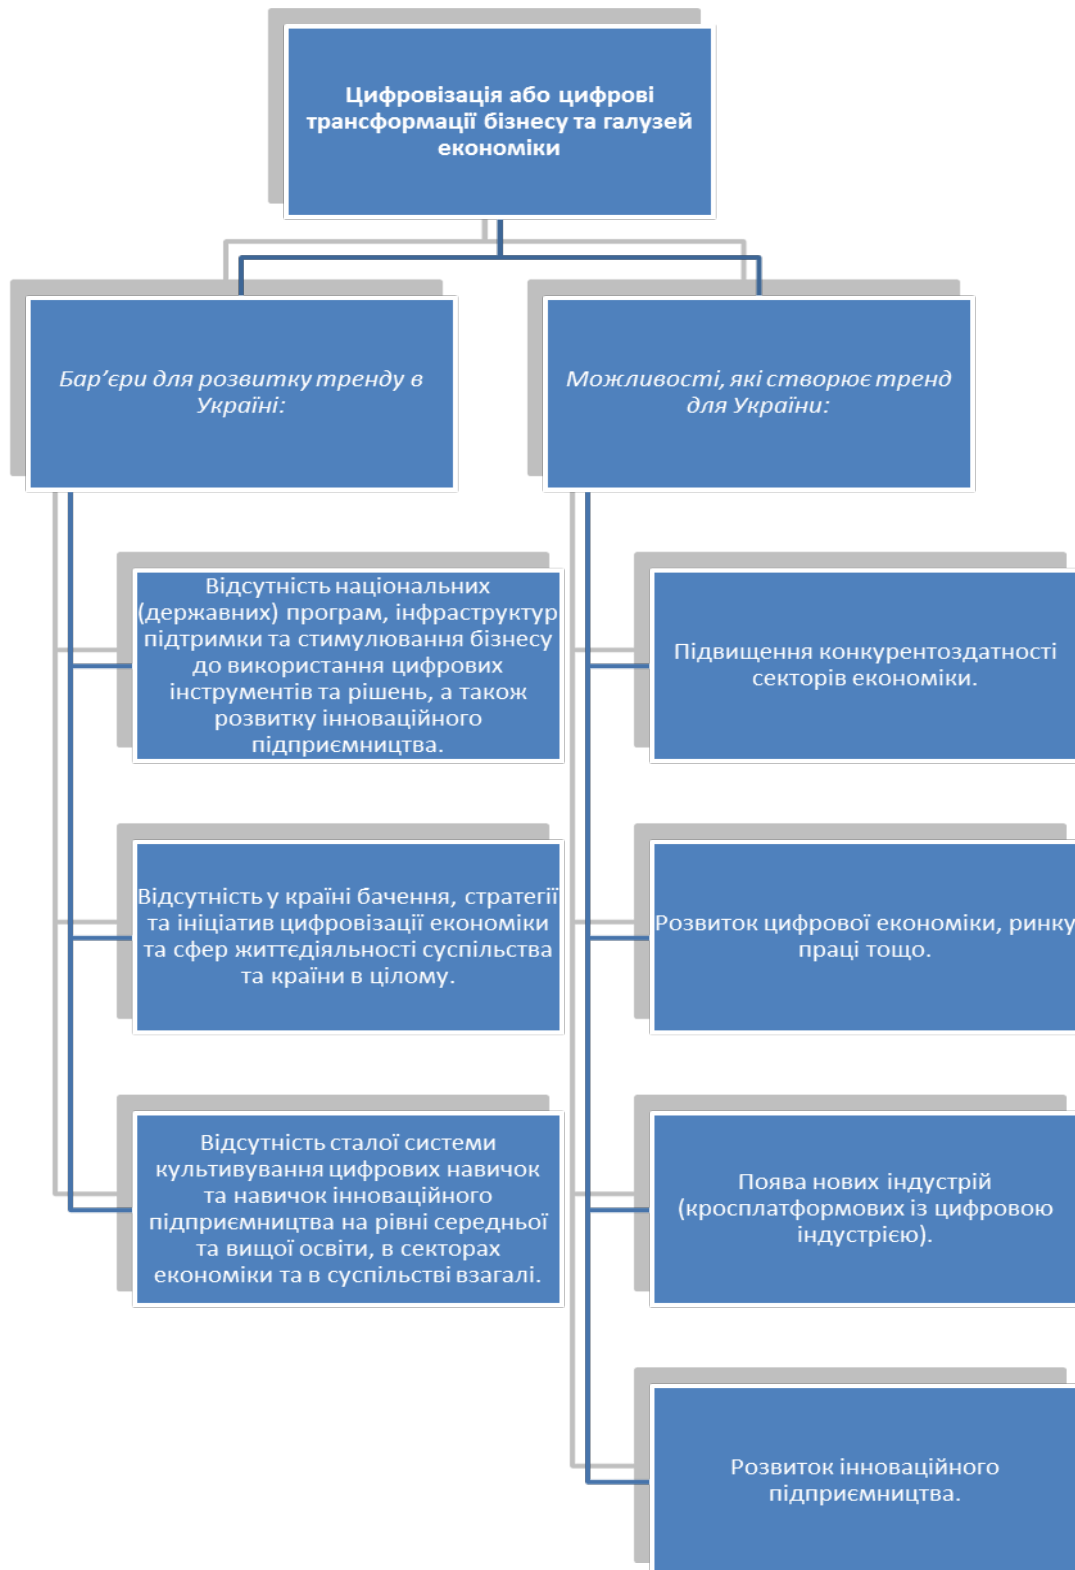 Цифровізація або цифрові
трансформації бізнесу та галузей
економіки
Бар’єри для розвитку тренду в
Україні:
Відсутність національних
(державних) програм, інфраструктур
підтримки та стимулювання бізнесу
до використання цифрових
інструментів та рішень, а також
розвитку інноваційного
підприємництва.
Відсутність у країні бачення, стратегії
та ініціатив цифровізації економіки
та сфер життєдіяльності суспільства
та країни в цілому.
Відсутність сталої системи
культивування цифрових навичок
та навичок інноваційного
підприємництва на рівні середньої
та вищої освіти, в секторах
економіки та в суспільстві взагалі.
Можливості, які створює тренд
для України:
Підвищення конкурентоздатності
секторів економіки.
Розвиток цифрової економіки, ринку
праці тощо.
Поява нових індустрій
(кросплатформових із цифровою
індустрією).
Розвиток інноваційного
підприємництва.